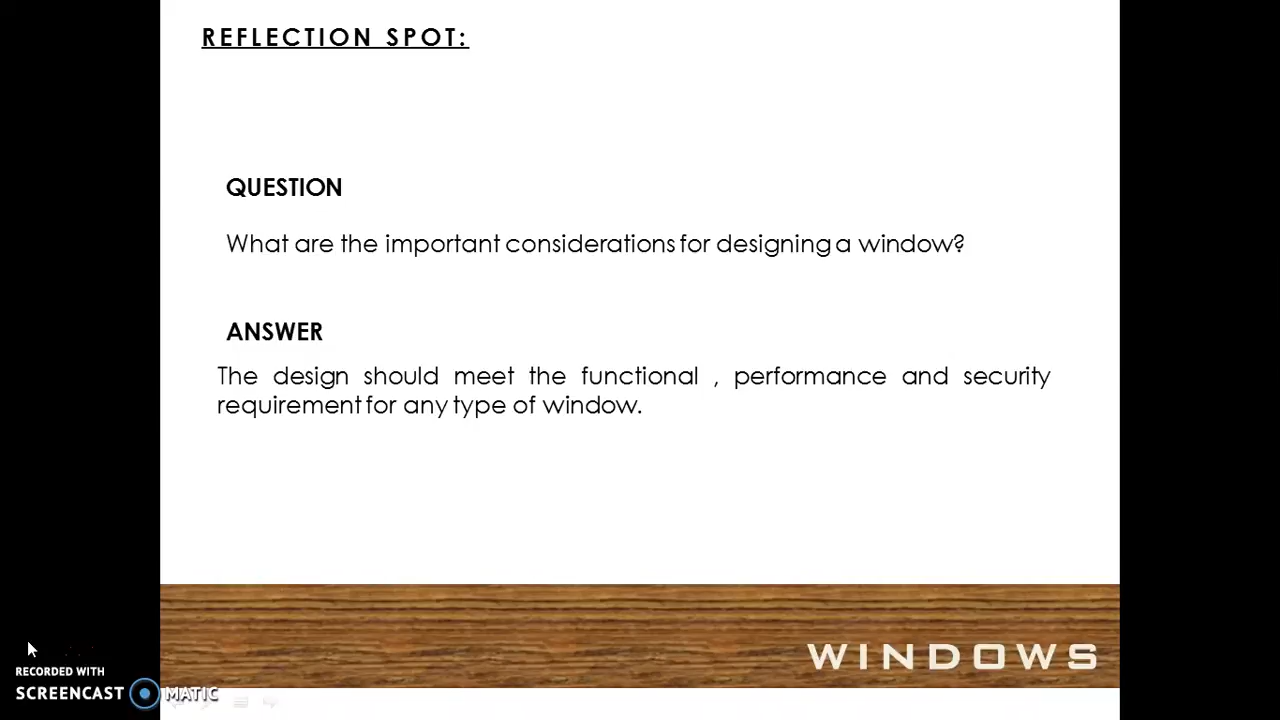 REFLECTION SPOT:
QUESTION
What are the important considerations for designing a window?
ANSWER
The design should meet the functional , performance and security
requirement for any type of window.
WINDOWS
RECORDED WITH
SCREENCAST MATIC